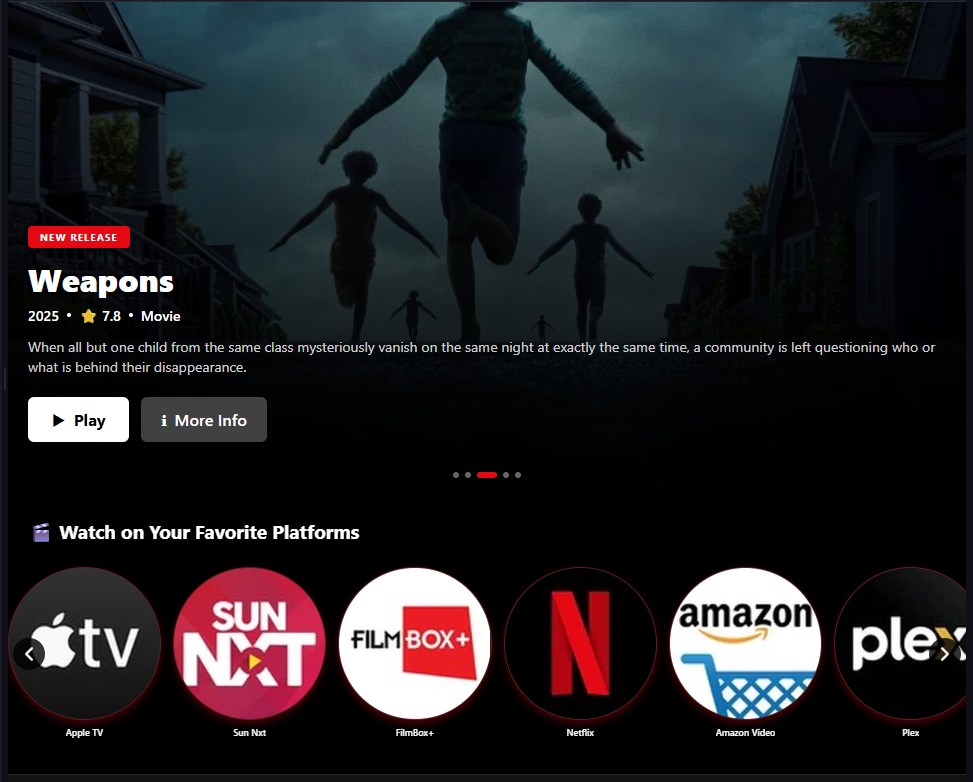 NEW RELEASE
Weapons
2025 • ⭐ 7.8 • Movie
When all but one child from the same class mysteriously vanish on the same night at exactly the same time, a community is left questioning who or
what is behind their disappearance.
▶ Play
ℹ More Info
🎬 Watch on Your Favorite Platforms
tv
SUN
NXT
FILMBOX+
N
amazon
plex
Apple TV
Sun Nxt
FilmBox+
Netflix
Amazon Video
Plex